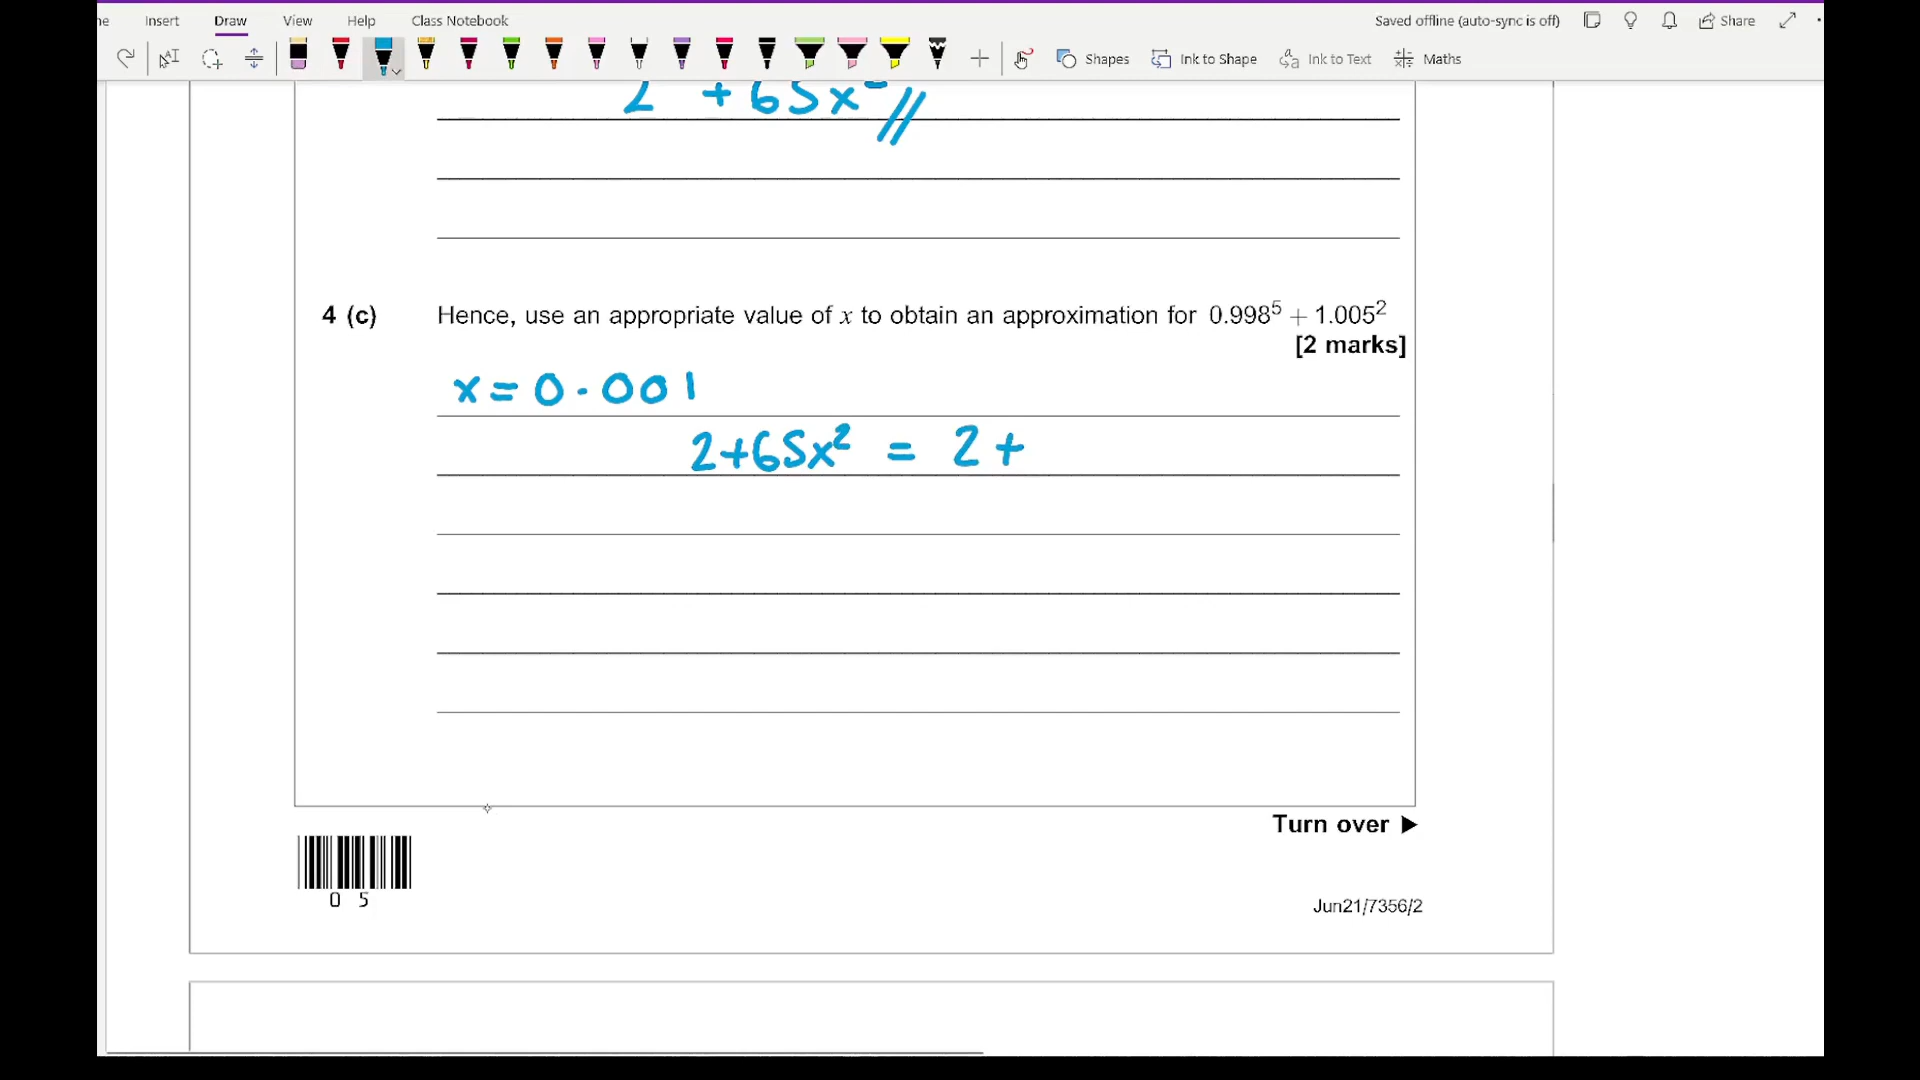 Insert Draw View Help Class Notebook Saved offline (auto-sync is off) Share
Shapes Ink to Shape Ink to Text Maths
2 + 65x²
4 (c) Hence, use an appropriate value of x to obtain an approximation for 0.998⁵ + 1.005²
[2 marks]
x = 0.001
2+65x² = 2+
Turn over ►
0 5
Jun21/7356/2